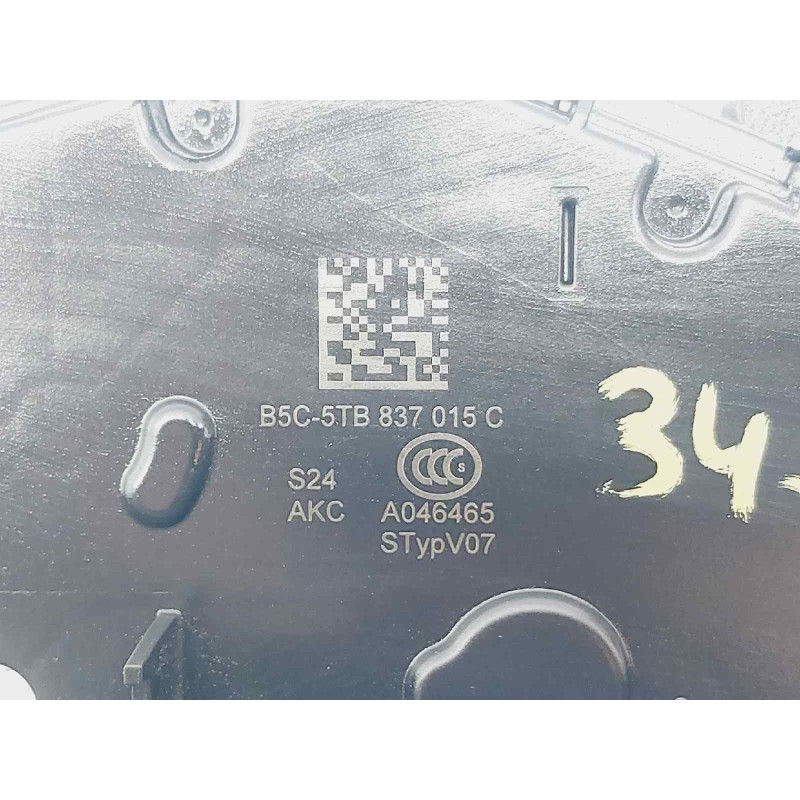 B5C-5TB 837 015 C
S24
CCC S
AKC A046465
STypV07
34